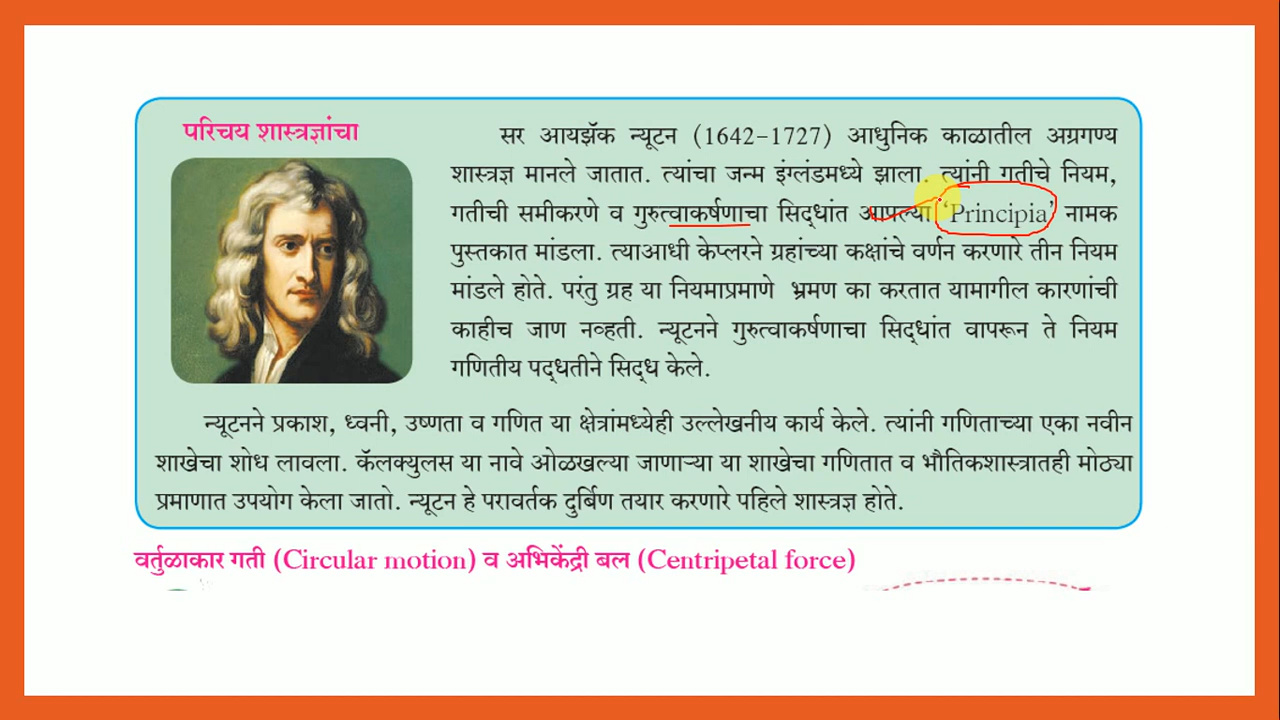 परिचय शास्त्रज्ञांचा
सर आयझॅक न्यूटन (1642-1727) आधुनिक काळातील अग्रगण्य
शास्त्रज्ञ मानले जातात. त्यांचा जन्म इंग्लंडमध्ये झाला. त्यांनी गतीचे नियम,
गतीची समीकरणे व गुरुत्वाकर्षणाचा सिद्धांत आपल्या ‘Principia’ नामक
पुस्तकात मांडला. त्याआधी केप्लरने ग्रहांच्या कक्षांचे वर्णन करणारे तीन नियम
मांडले होते. परंतु ग्रह या नियमाप्रमाणे भ्रमण का करतात यामागील कारणांची
काहीच जाण नव्हती. न्यूटनने गुरुत्वाकर्षणाचा सिद्धांत वापरून ते नियम
गणितीय पद्धतीने सिद्ध केले.
न्यूटनने प्रकाश, ध्वनी, उष्णता व गणित या क्षेत्रांमध्येही उल्लेखनीय कार्य केले. त्यांनी गणिताच्या एका नवीन
शाखेचा शोध लावला. कॅलक्युलस या नावे ओळखल्या जाणाऱ्या या शाखेचा गणितात व भौतिकशास्त्रातही मोठ्या
प्रमाणात उपयोग केला जातो. न्यूटन हे परावर्तक दुर्बिण तयार करणारे पहिले शास्त्रज्ञ होते.
वर्तुळाकार गती (Circular motion) व अभिकेंद्री बल (Centripetal force)